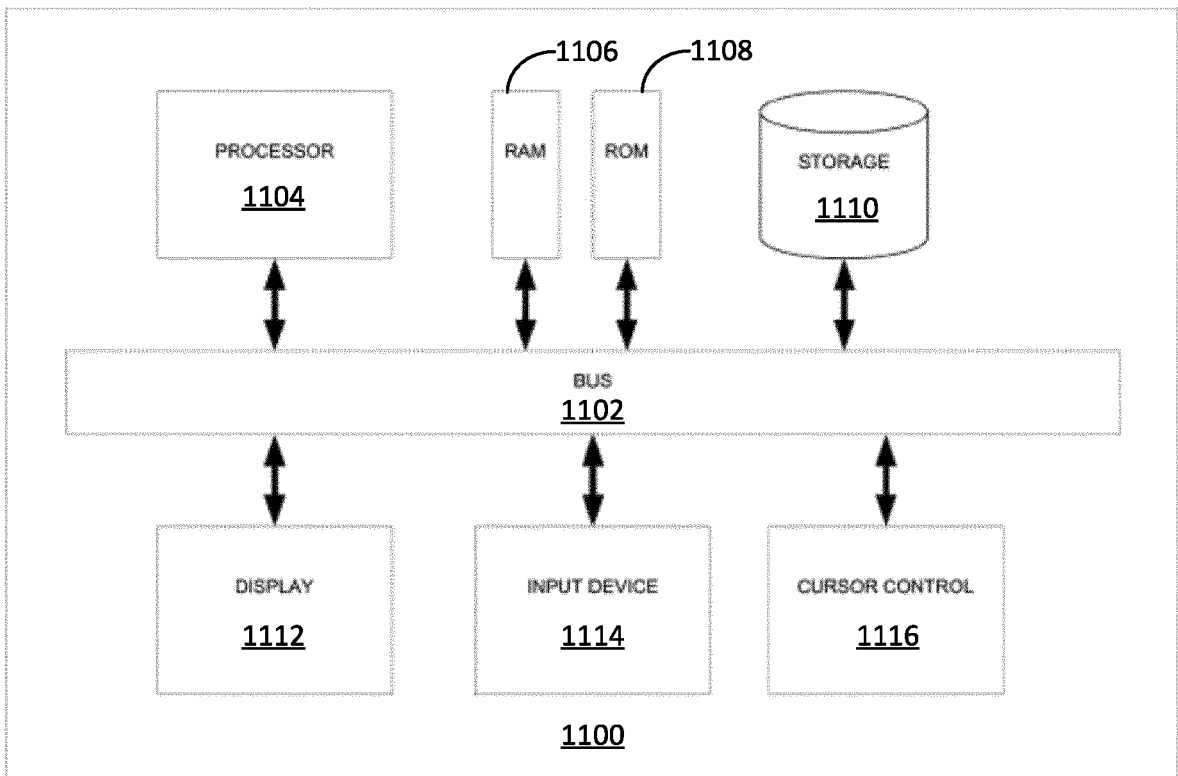 1106
1108
PROCESSOR
1104
RAM
ROM
STORAGE
1110
BUS
1102
DISPLAY
1112
INPUT DEVICE
1114
CURSOR CONTROL
1116
1100